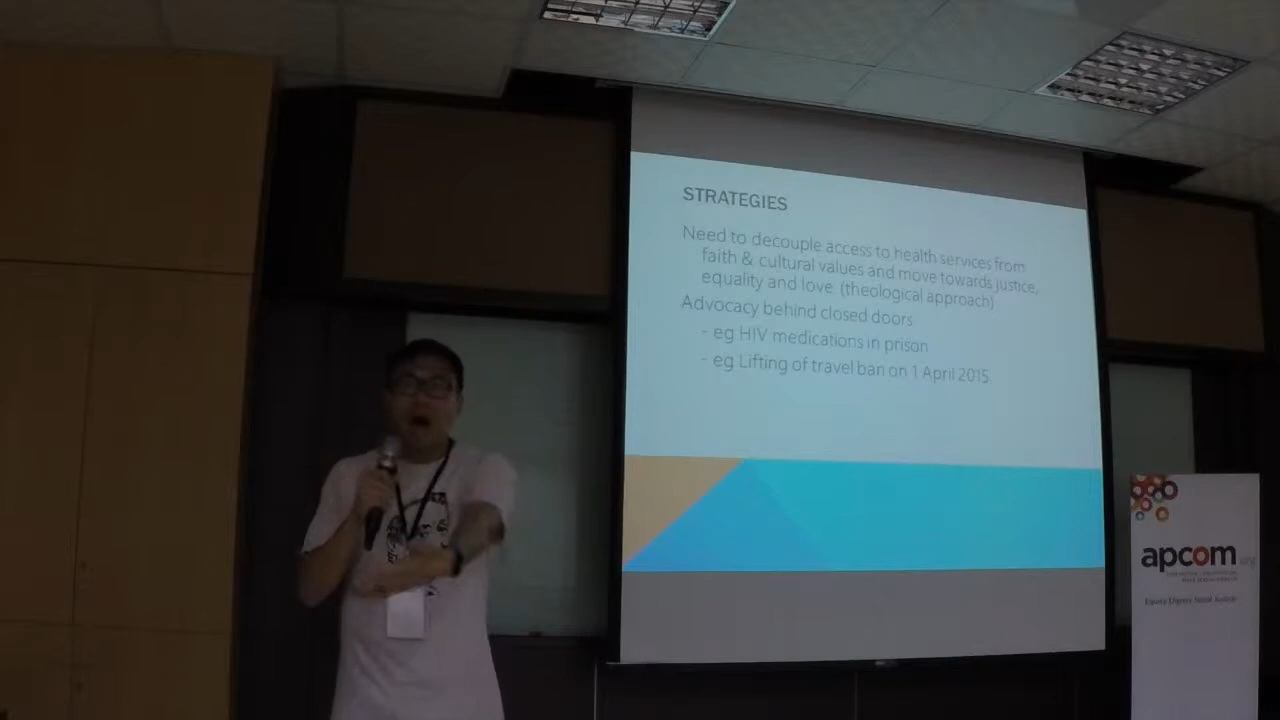 STRATEGIES
Need to decouple access to health services from
faith & cultural values and move towards justice,
equality and love. (theological approach)
Advocacy behind closed doors
- eg HIV medications in prison
- eg Lifting of travel ban on 1 April 2015
apcom.org
Equity. Dignity. Social Justice.